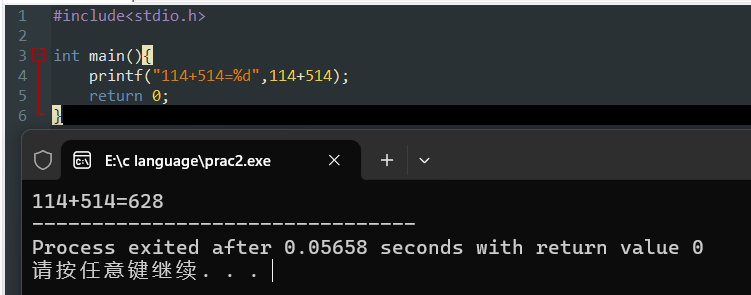 1 #include<stdio.h>
2
3 int main(){
4 printf("114+514=%d",114+514);
5 return 0;
6 }
E:\c language\prac2.exe
114+514=628
--------------------------------
Process exited after 0.05658 seconds with return value 0
请按任意键继续. . .